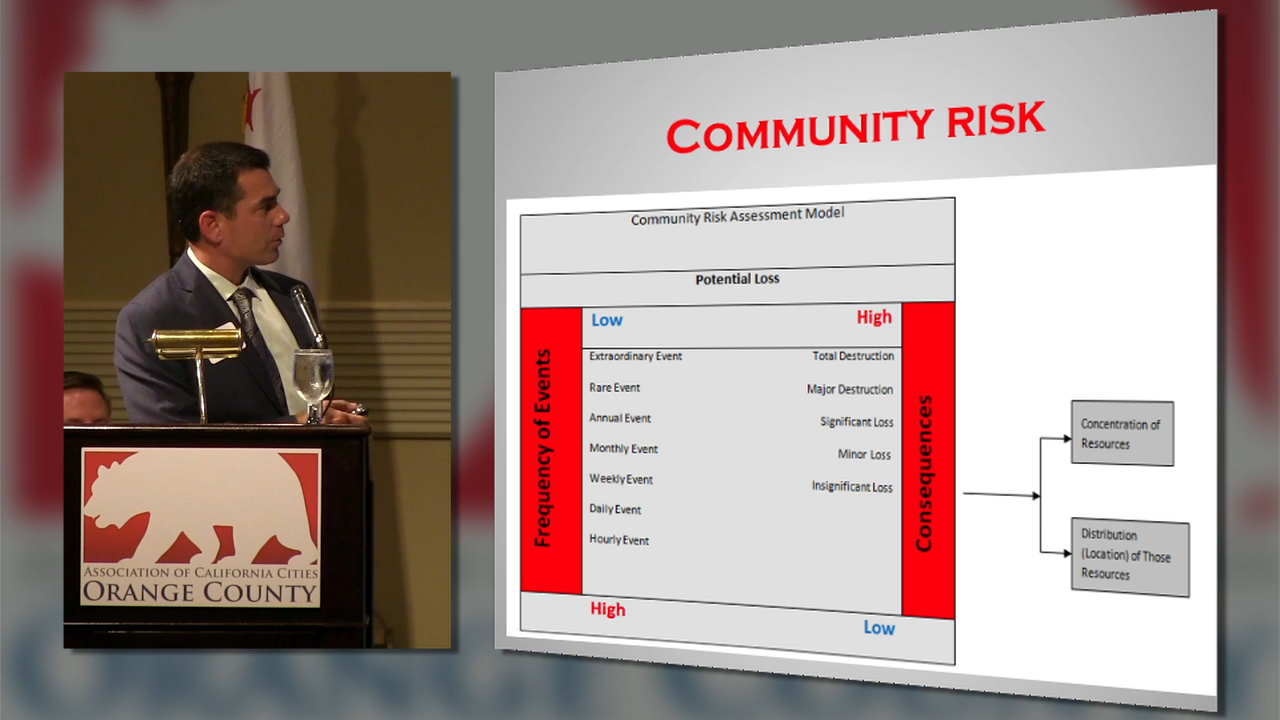 COMMUNITY RISK
Community Risk Assessment Model
Potential Loss
Low
High
Frequency of Events
Consequences
Extraordinary Event
Total Destruction
Rare Event
Major Destruction
Annual Event
Significant Loss
Monthly Event
Minor Loss
Weekly Event
Insignificant Loss
Daily Event
Hourly Event
High
Low
Concentration of
Resources
Distribution
(Location) of Those
Resources
ASSOCIATION OF CALIFORNIA CITIES
ORANGE COUNTY